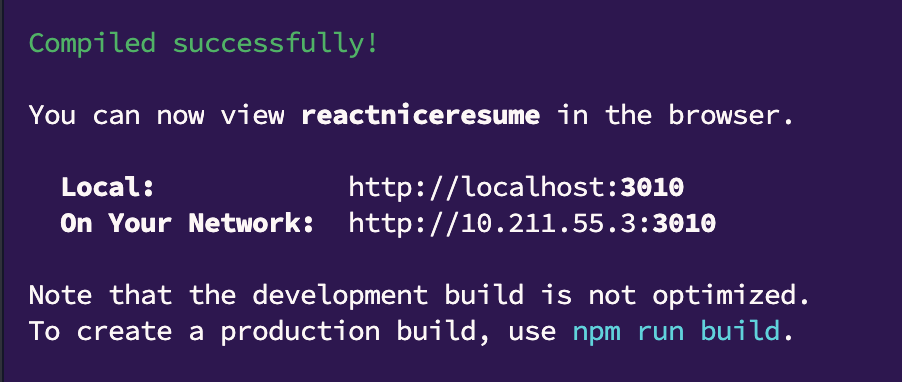 Compiled successfully!
You can now view reactniceresume in the browser.
Local: http://localhost:3010
On Your Network: http://10.211.55.3:3010
Note that the development build is not optimized.
To create a production build, use npm run build.